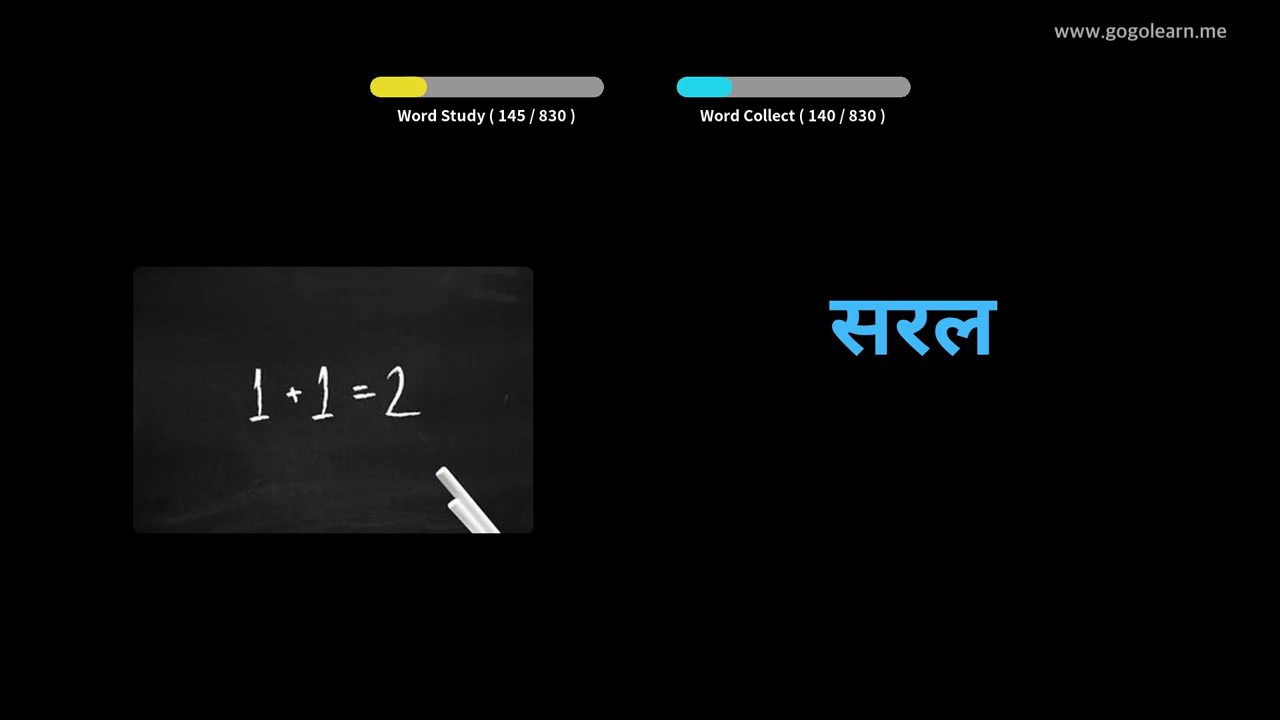 www.gogolearn.me
Word Study ( 145 / 830 )
Word Collect ( 140 / 830 )
1 + 1 = 2
सरल